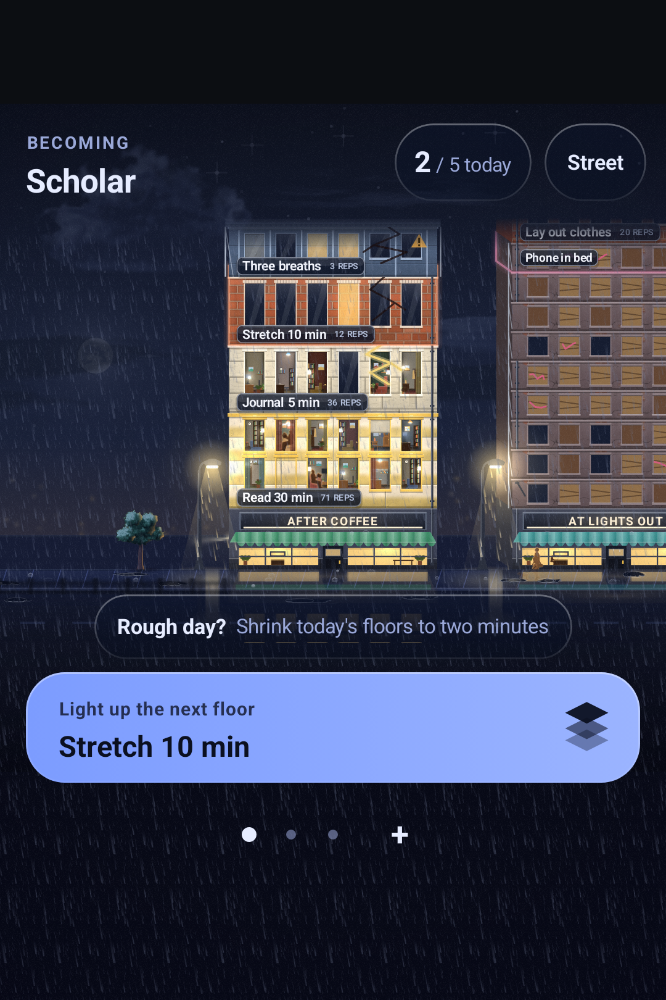 BECOMING
Scholar
2 / 5 today
Street
Three breaths 3 REPS
Stretch 10 min 12 REPS
Journal 5 min 36 REPS
Read 30 min 71 REPS
AFTER COFFEE
Lay out clothes 20 REPS
Phone in bed
AT LIGHTS OUT
Rough day? Shrink today's floors to two minutes
Light up the next floor
Stretch 10 min